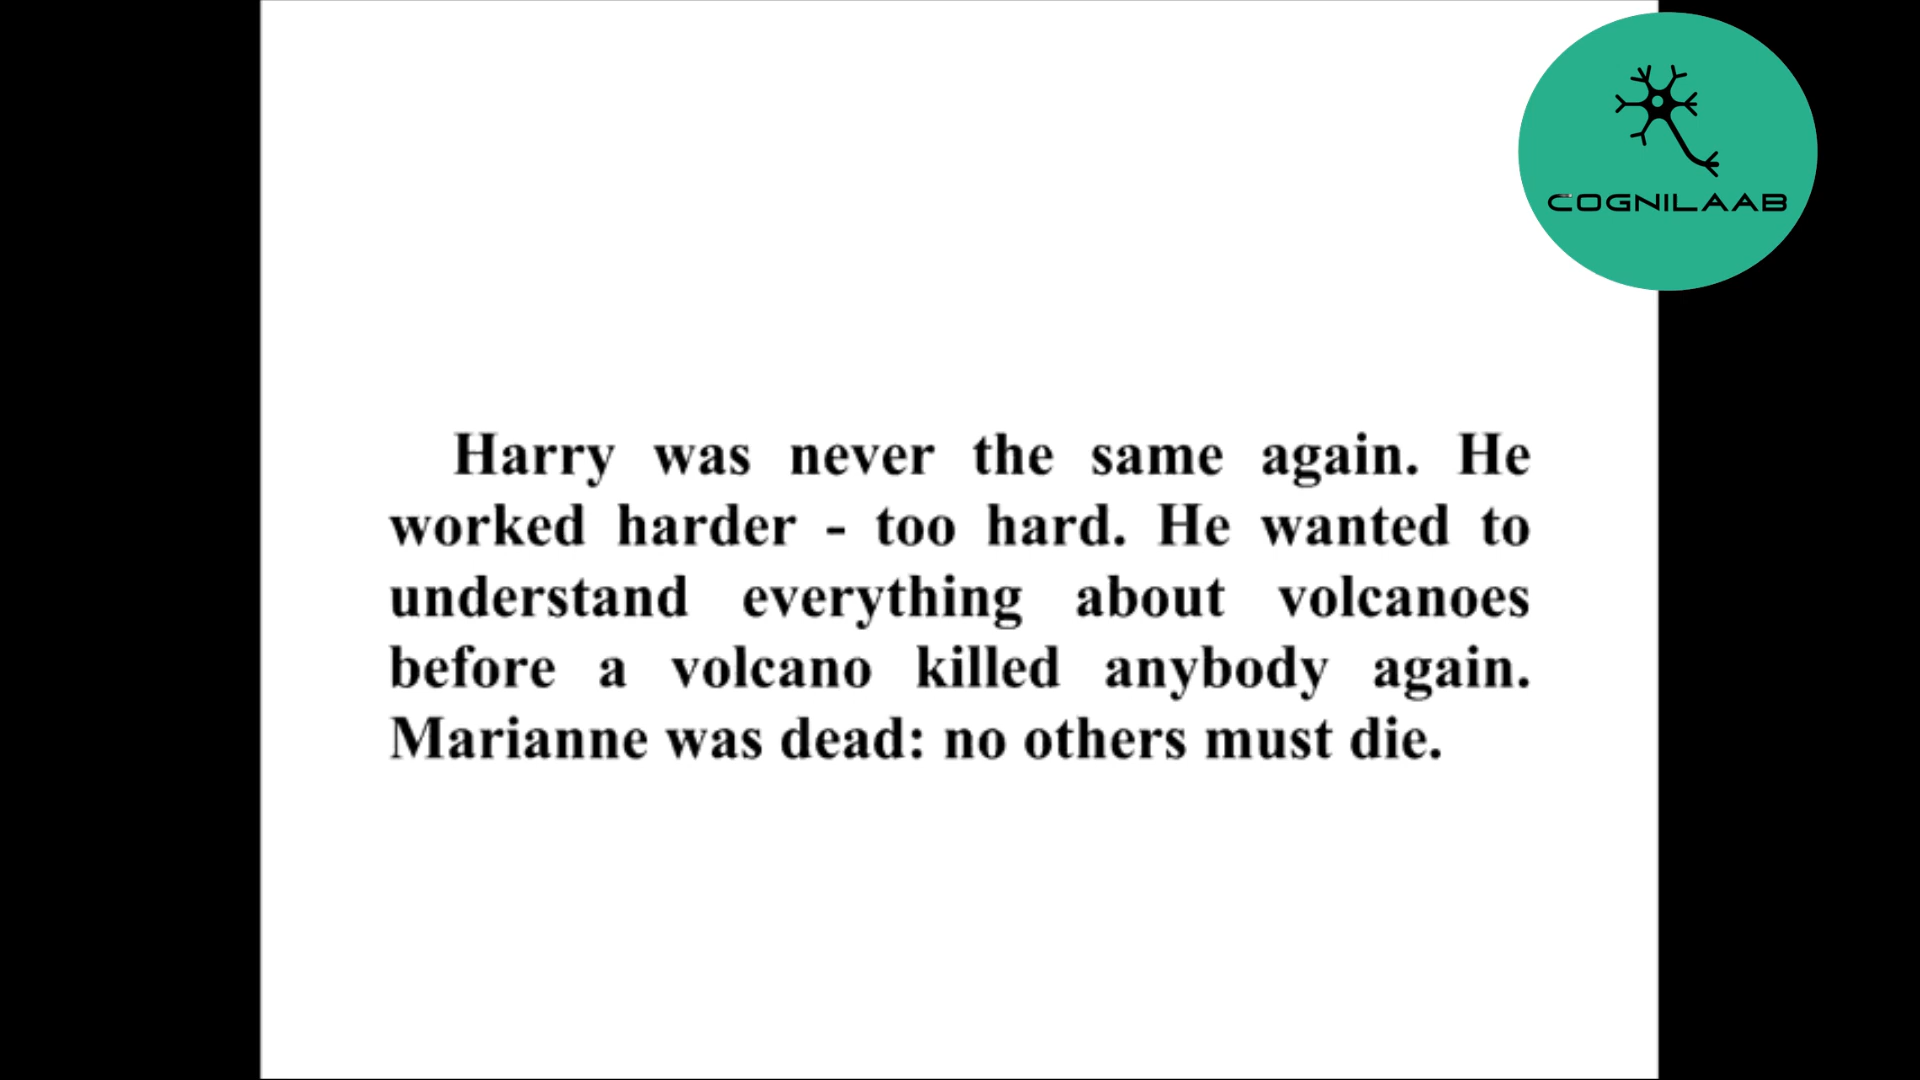 COGNILAAB
Harry was never the same again. He
worked harder - too hard. He wanted to
understand everything about volcanoes
before a volcano killed anybody again.
Marianne was dead: no others must die.